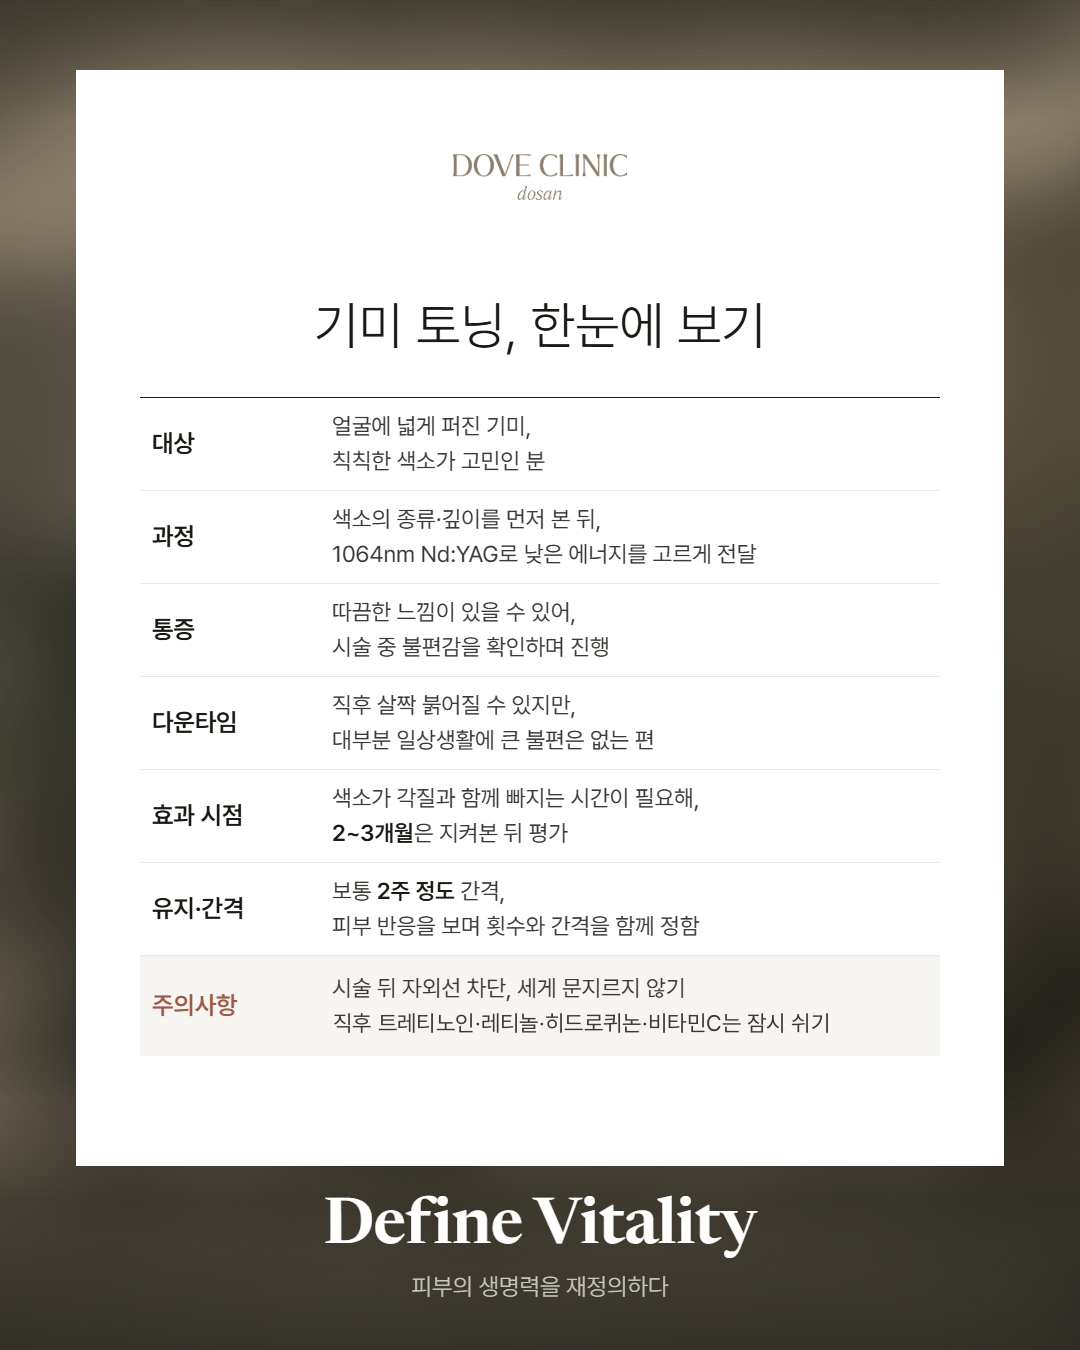 DOVE CLINIC
dosan
기미 토닝, 한눈에 보기
대상
얼굴에 넓게 퍼진 기미,
칙칙한 색소가 고민인 분
과정
색소의 종류·깊이를 먼저 본 뒤,
1064nm Nd:YAG로 낮은 에너지를 고르게 전달
통증
따끔한 느낌이 있을 수 있어,
시술 중 불편감을 확인하며 진행
다운타임
직후 살짝 붉어질 수 있지만,
대부분 일상생활에 큰 불편은 없는 편
효과 시점
색소가 각질과 함께 빠지는 시간이 필요해,
2~3개월은 지켜본 뒤 평가
유지·간격
보통 2주 정도 간격,
피부 반응을 보며 횟수와 간격을 함께 정함
주의사항
시술 뒤 자외선 차단, 세게 문지르지 않기
직후 트레티노인·레티놀·히드로퀴논·비타민C는 잠시 쉬기
Define Vitality
피부의 생명력을 재정의하다